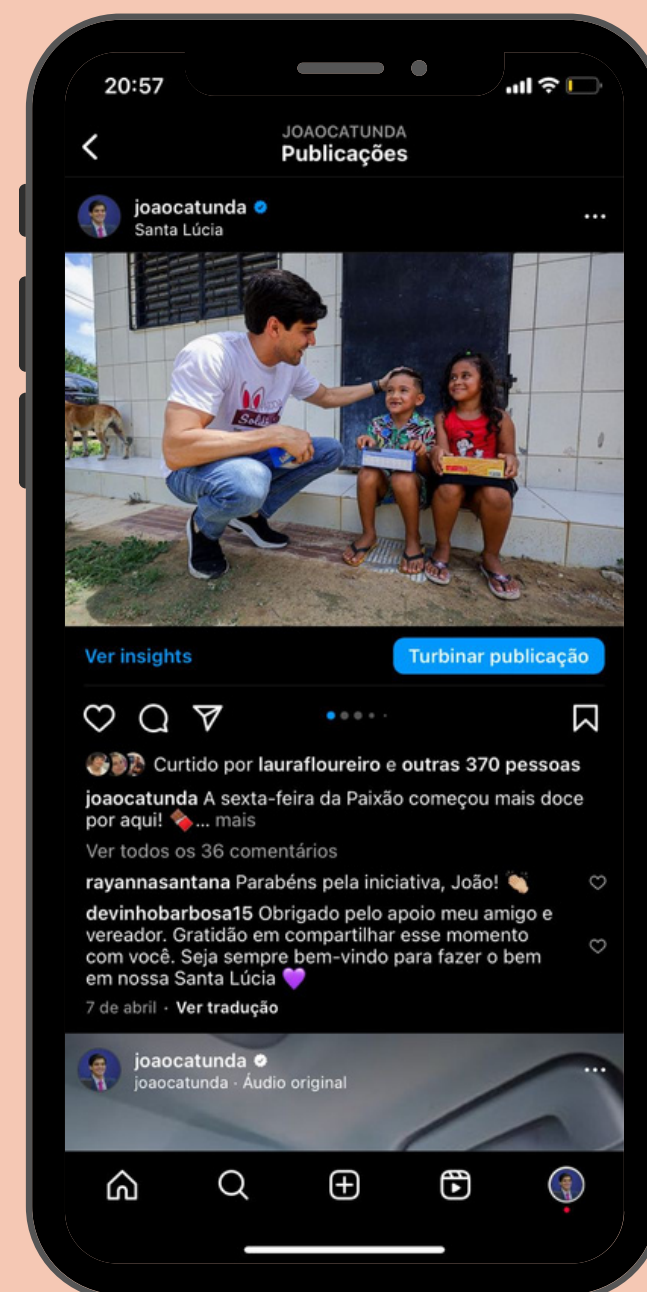 20:57
JOAOCATUNDA
Publicações
joaocatunda
Santa Lúcia
Ver insights
Turbinar publicação
Curtido por laurafloureiro e outras 370 pessoas
joaocatunda A sexta-feira da Paixão começou mais doce
por aqui! 🍫... mais
Ver todos os 36 comentários
rayannasantana Parabéns pela iniciativa, João! 👏🏼
devinhobarbosa15 Obrigado pelo apoio meu amigo e
vereador. Gratidão em compartilhar esse momento
com você. Seja sempre bem-vindo para fazer o bem
em nossa Santa Lúcia 💜
7 de abril · Ver tradução
joaocatunda
joaocatunda · Áudio original